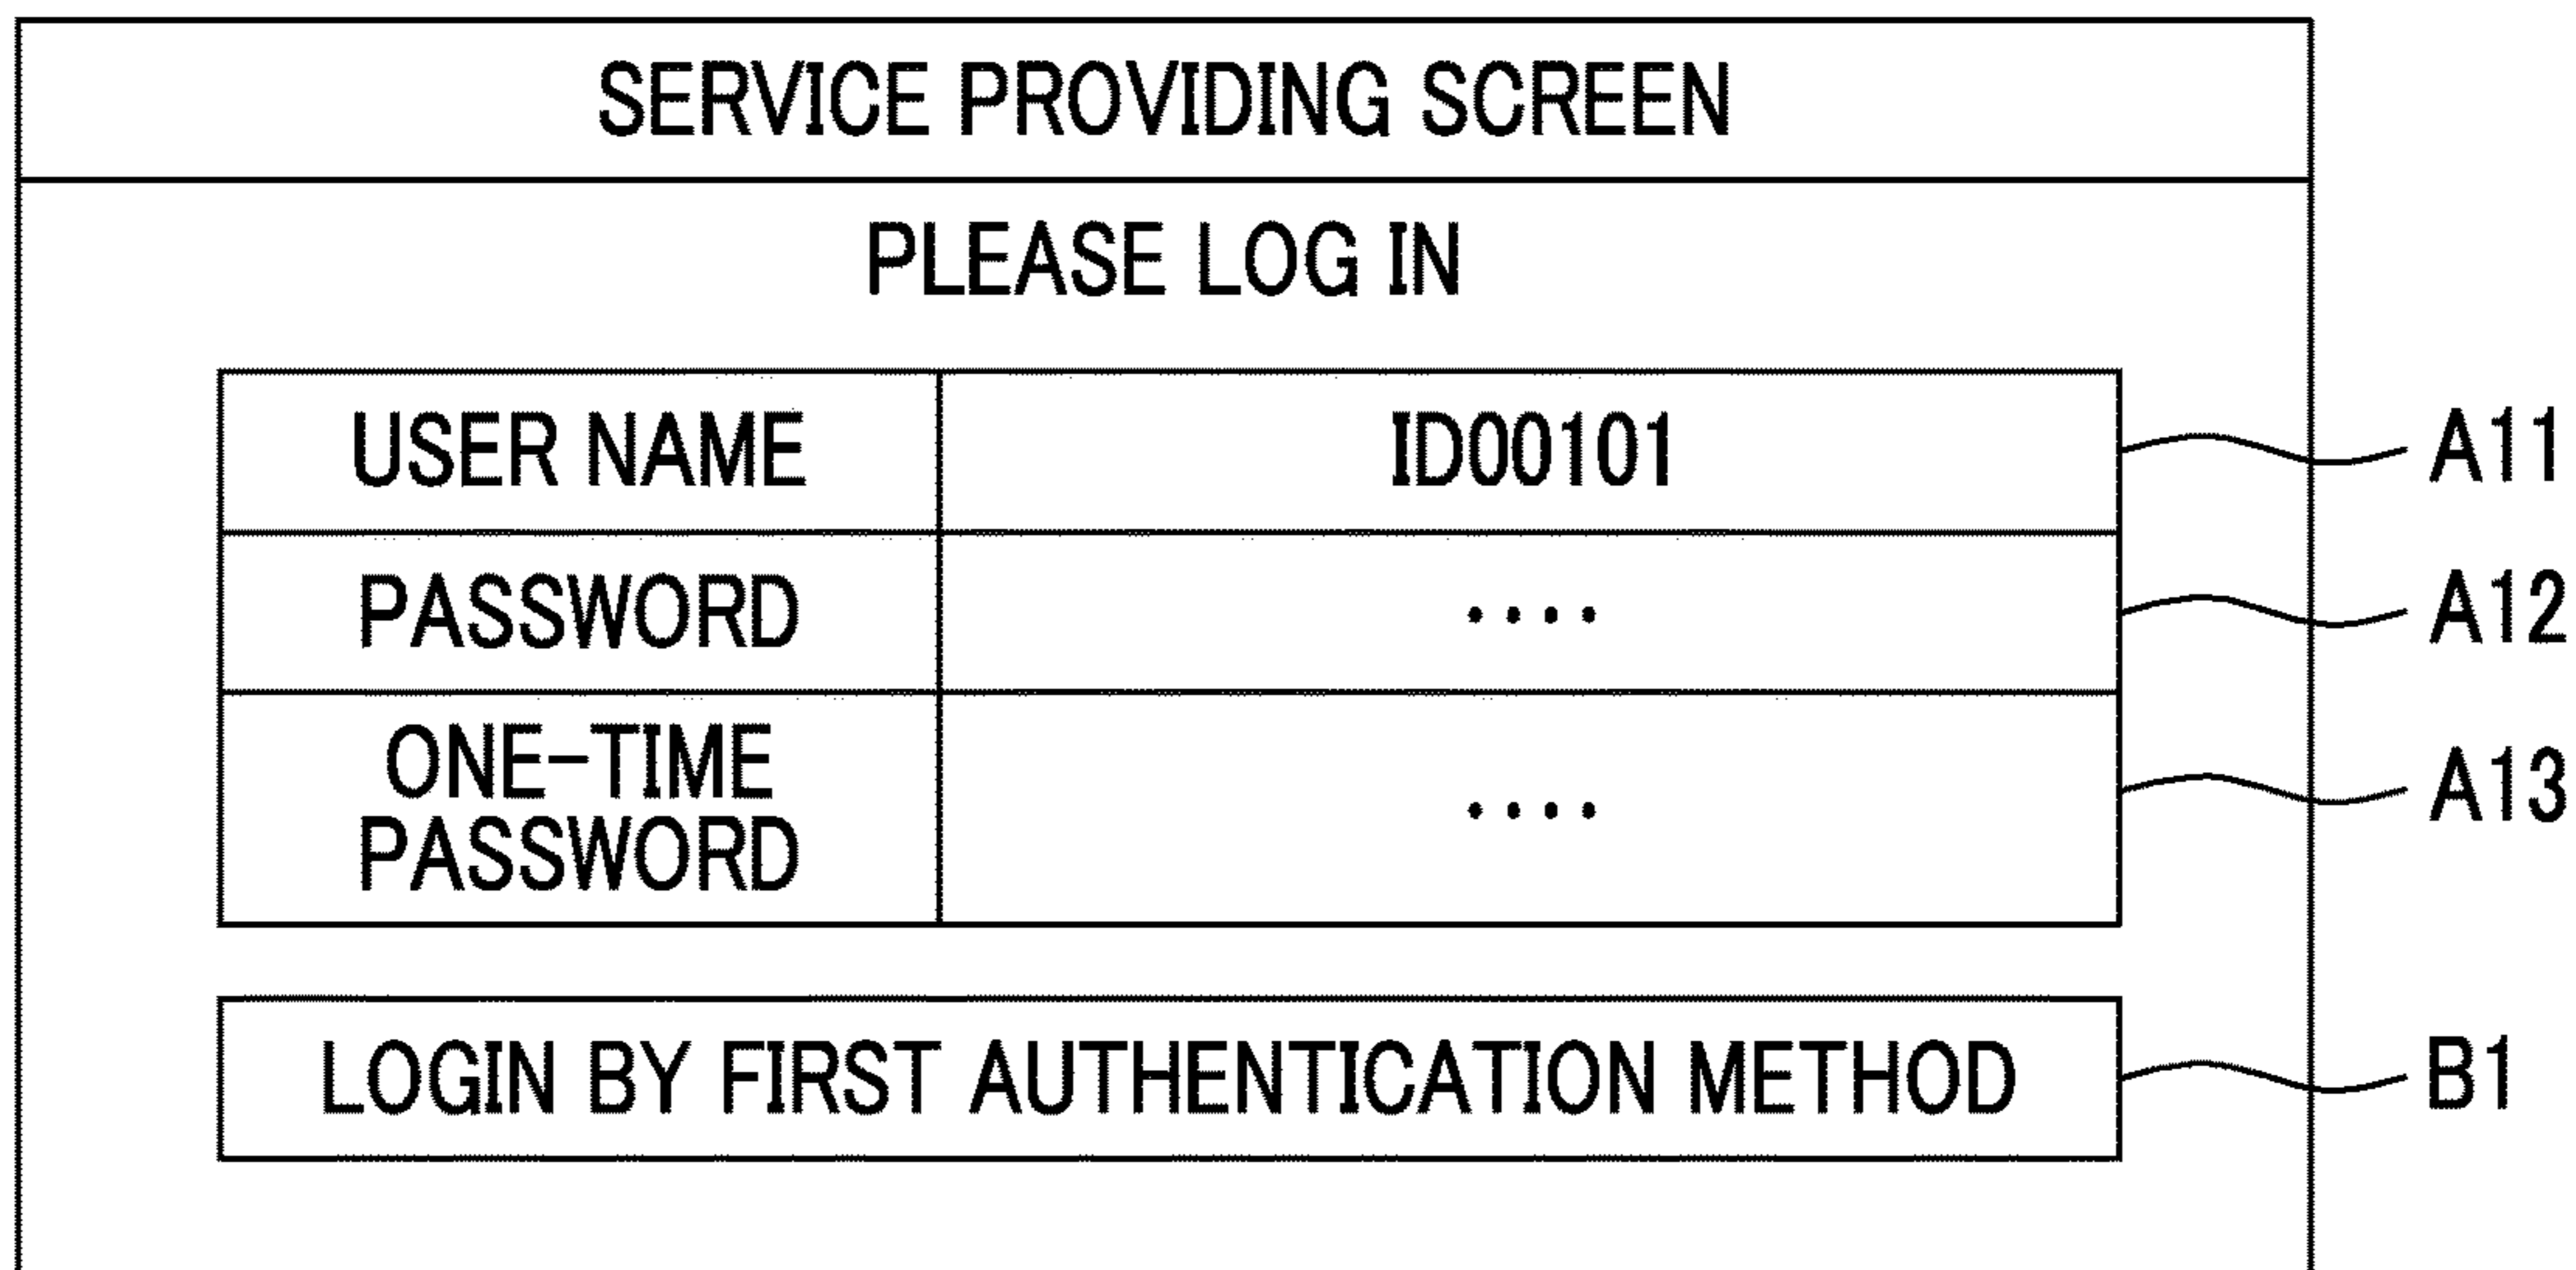 SERVICE PROVIDING SCREEN
PLEASE LOG IN
USER NAME ID00101 A11
PASSWORD ···· A12
ONE-TIME
PASSWORD ···· A13
LOGIN BY FIRST AUTHENTICATION METHOD B1